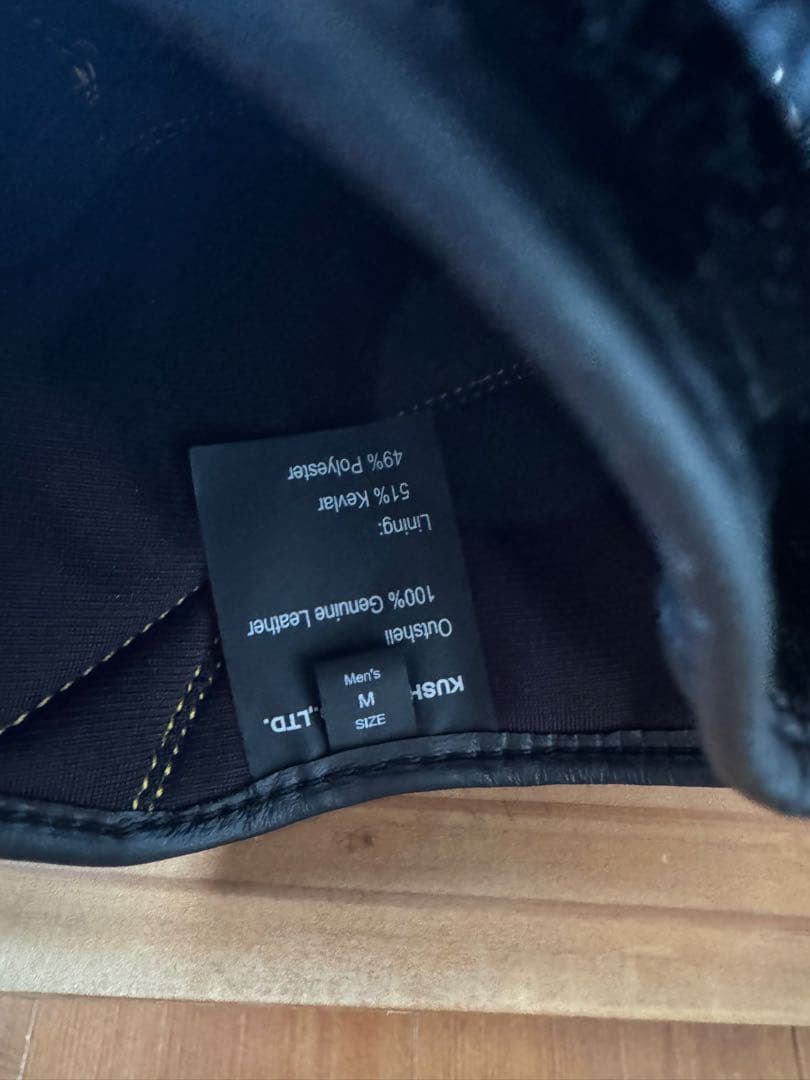 KUSH ,LTD.
Outshell
100% Genuine Leather
Lining:
51% Kevlar
49% Polyester
Men's
M
SIZE